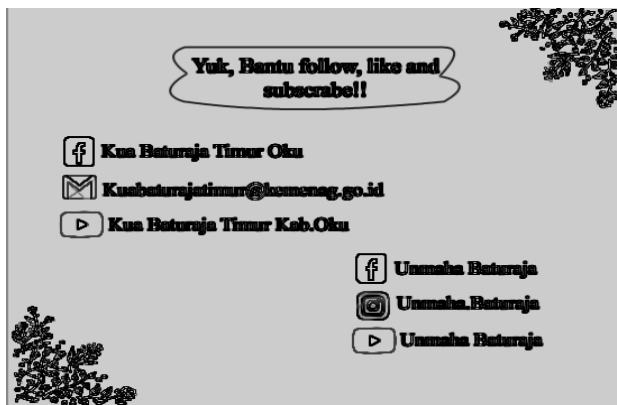 Yuk, Bantu follow, like and
subscrabe!!
Kua Baturaja Timur Oku
Kuabaturajatimur@kemenag.go.id
Kua Baturaja Timur Kab.Oku
Unmaha Baturaja
Unmaha.Baturaja
Unmaha Baturaja